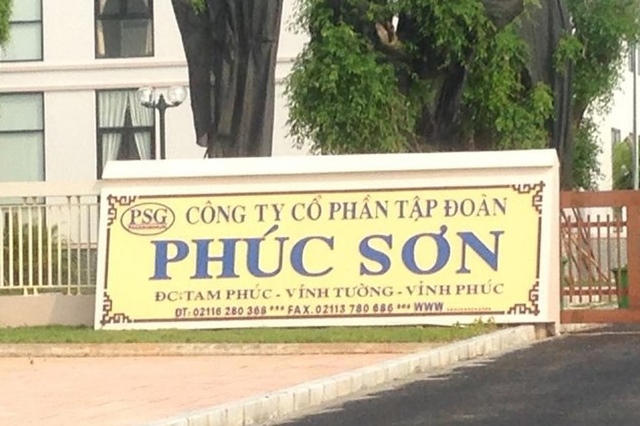 PSG
CÔNG TY CỔ PHẦN TẬP ĐOÀN
PHÚC SƠN
ĐC:TAM PHÚC - VĨNH TƯỜNG - VĨNH PHÚC
ĐT: 02116 280 368 *** FAX. 02113 780 686 *** WWW